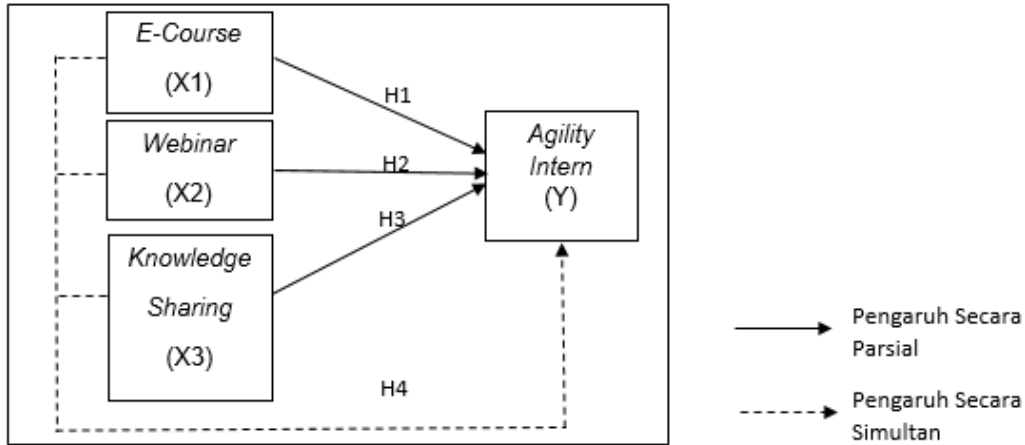 E-Course
(X1)
H1
Webinar
(X2)
H2
Agility
Intern
(Y)
H3
Knowledge
Sharing
(X3)
H4
Pengaruh Secara
Parsial
Pengaruh Secara
Simultan